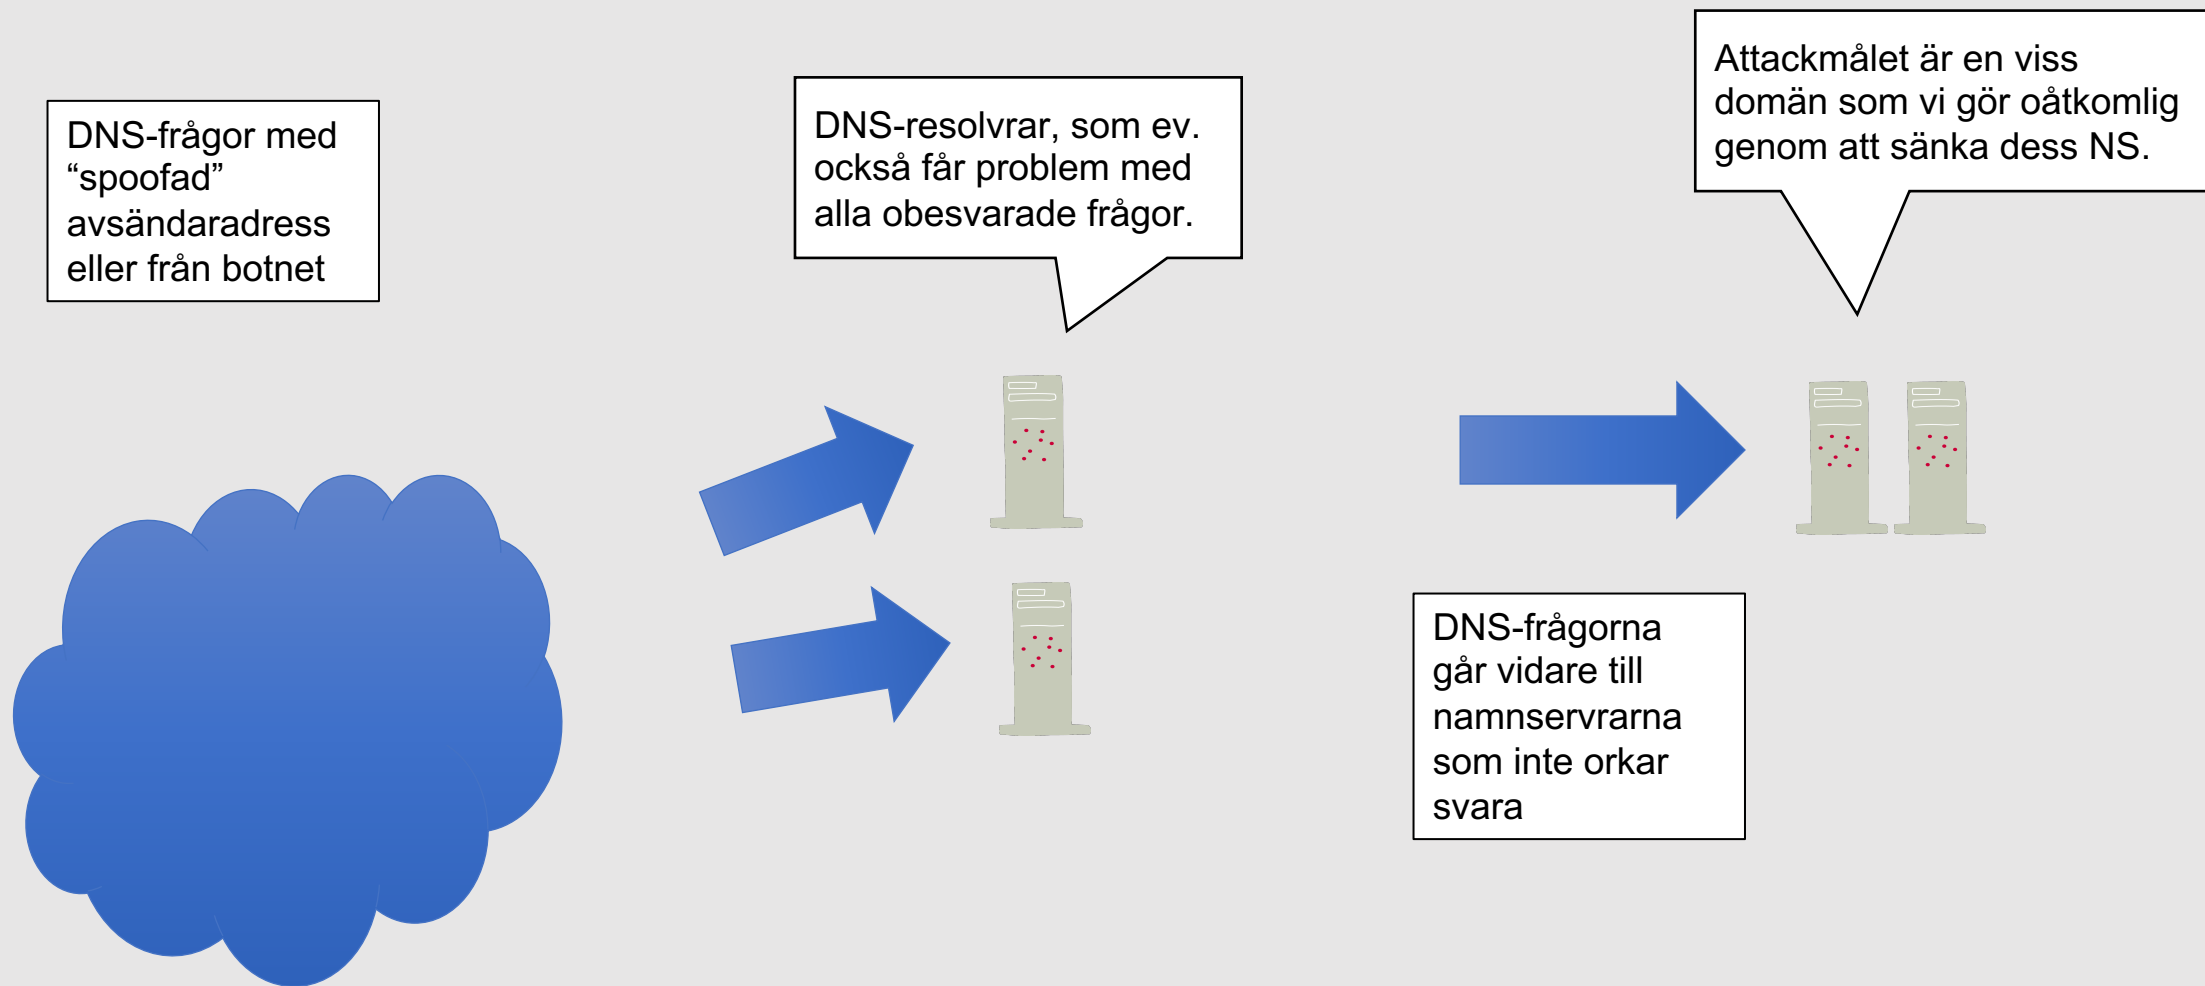 DNS-frågor med
“spoofad”
avsändaradress
eller från botnet
DNS-resolvrar, som ev.
också får problem med
alla obesvarade frågor.
Attackmålet är en viss
domän som vi gör oåtkomlig
genom att sänka dess NS.
DNS-frågorna
går vidare till
namnservrarna
som inte orkar
svara